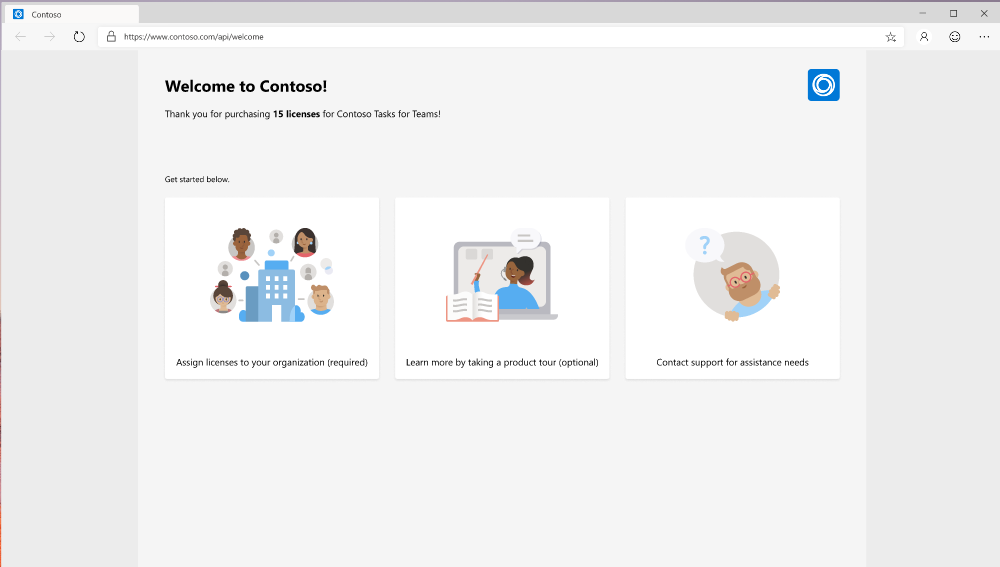 Contoso
https://www.contoso.com/api/welcome
Welcome to Contoso!
Thank you for purchasing 15 licenses for Contoso Tasks for Teams!
Get started below.
?
Assign licenses to your organization (required)
Learn more by taking a product tour (optional)
Contact support for assistance needs